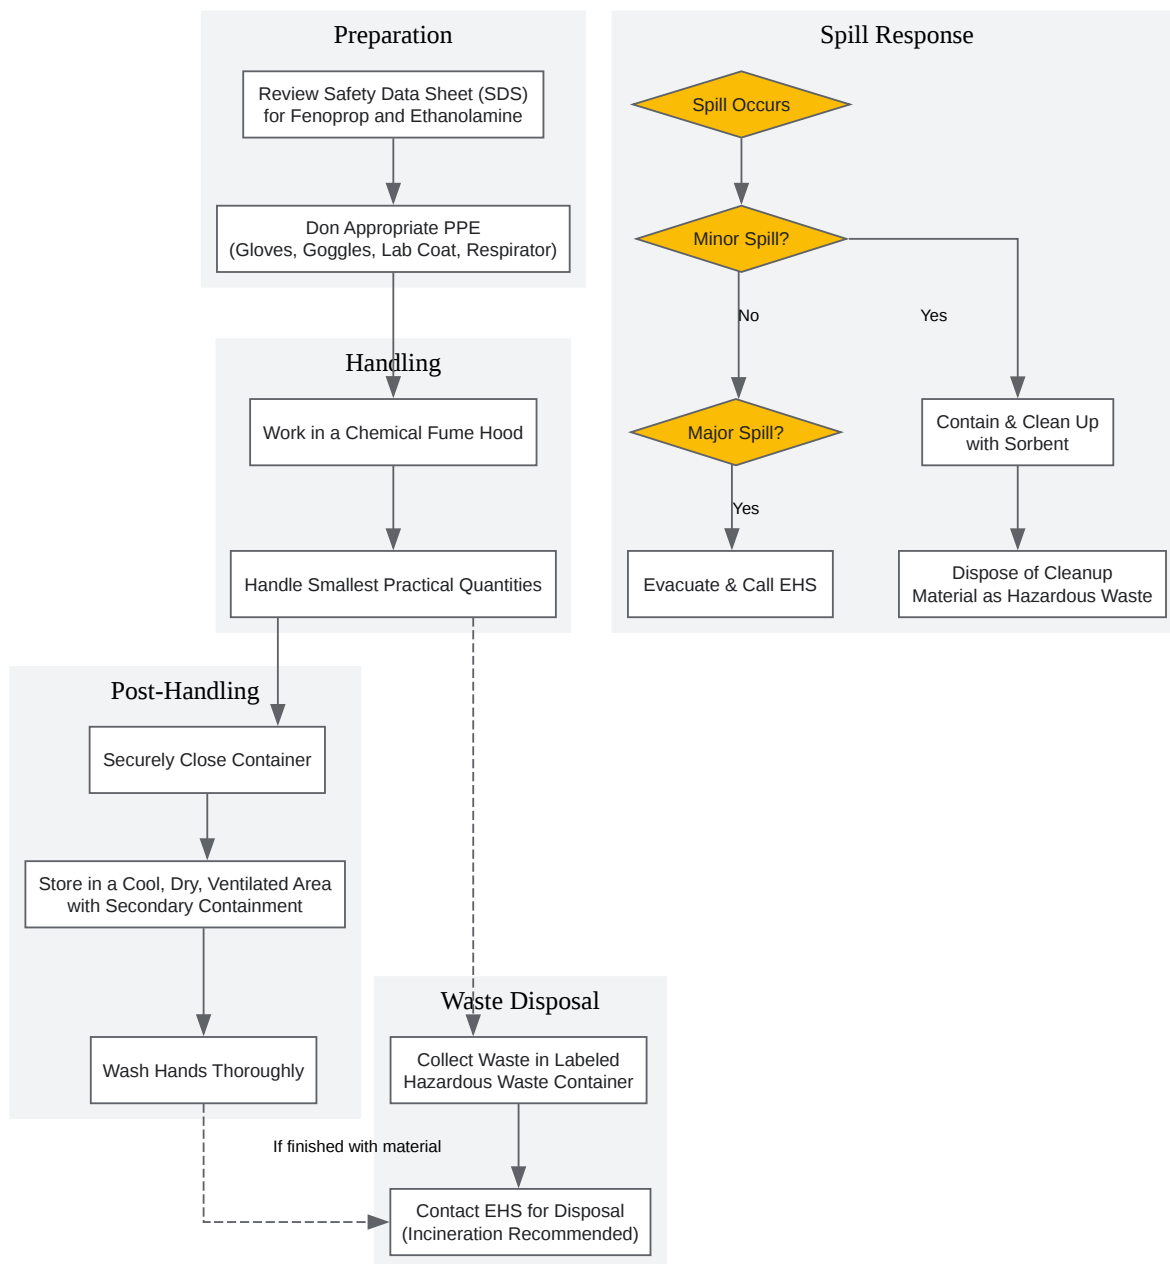 Preparation
Review Safety Data Sheet (SDS)
for Fenoprop and Ethanolamine
Don Appropriate PPE
(Gloves, Goggles, Lab Coat, Respirator)
Handling
Work in a Chemical Fume Hood
Handle Smallest Practical Quantities
Post-Handling
Securely Close Container
Store in a Cool, Dry, Ventilated Area
with Secondary Containment
Wash Hands Thoroughly
If finished with material
Waste Disposal
Collect Waste in Labeled
Hazardous Waste Container
Contact EHS for Disposal
(Incineration Recommended)
Spill Response
Spill Occurs
Minor Spill?
No
Yes
Major Spill?
Contain & Clean Up
with Sorbent
Yes
Evacuate & Call EHS
Dispose of Cleanup
Material as Hazardous Waste